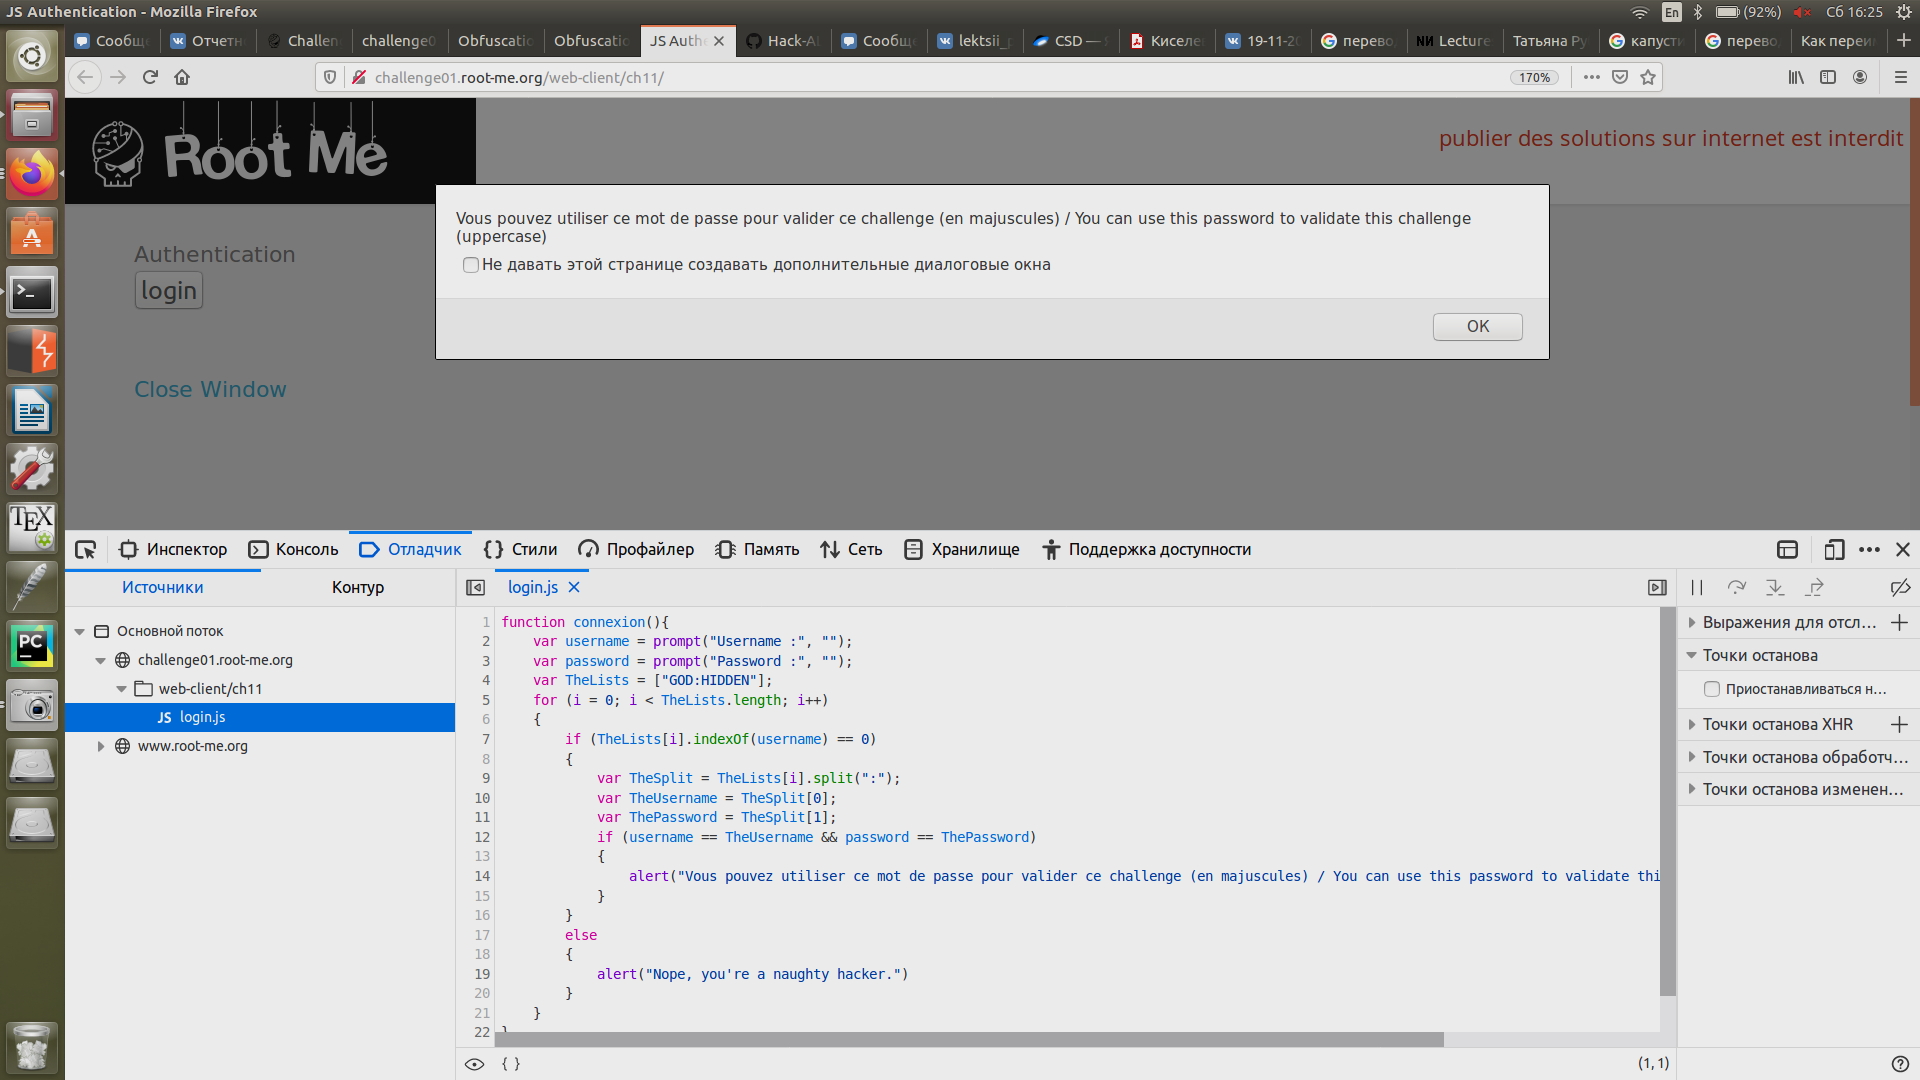 JS Authentication - Mozilla Firefox
En
(92%)
Сб 16:25
Сообще
Отчетн
Challen
challenge0
Obfuscatio
Obfuscatio
JS Authe
Hack-A
Сообще
lektsii_p
CSD —
Киселе
19-11-20
перево
Lecture
Татьяна Ру
капуст
перево
Как переи
challenge01.root-me.org/web-client/ch11/
170%
Root Me
publier des solutions sur internet est interdit
Vous pouvez utiliser ce mot de passe pour valider ce challenge (en majuscules) / You can use this password to validate this challenge
(uppercase)
Не давать этой странице создавать дополнительные диалоговые окна
OK
Authentication
login
Close Window
Инспектор
Консоль
Отладчик
Стили
Профайлер
Память
Сеть
Хранилище
Поддержка доступности
Источники
Контур
login.js
Основной поток
challenge01.root-me.org
web-client/ch11
JS login.js
www.root-me.org
1 function connexion(){
2 var username = prompt("Username :", "");
3 var password = prompt("Password :", "");
4 var TheLists = ["GOD:HIDDEN"];
5 for (i = 0; i < TheLists.length; i++)
6 {
7 if (TheLists[i].indexOf(username) == 0)
8 {
9 var TheSplit = TheLists[i].split(":");
10 var TheUsername = TheSplit[0];
11 var ThePassword = TheSplit[1];
12 if (username == TheUsername && password == ThePassword)
13 {
14 alert("Vous pouvez utiliser ce mot de passe pour valider ce challenge (en majuscules) / You can use this password to validate thi
15 }
16 }
17 else
18 {
19 alert("Nope, you're a naughty hacker.")
20 }
21 }
22 }
{ }
(1, 1)
Выражения для отсл...
Точки останова
Приостанавливаться н...
Точки останова XHR
Точки останова обработч...
Точки останова изменен...
TEX
PC